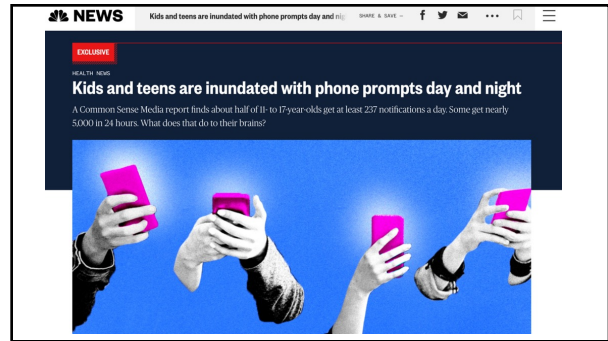 NEWS
Kids and teens are inundated with phone prompts day and nig
SHARE & SAVE –
EXCLUSIVE
HEALTH NEWS
Kids and teens are inundated with phone prompts day and night
A Common Sense Media report finds about half of 11- to 17-year-olds get at least 237 notifications a day. Some get nearly
5,000 in 24 hours. What does that do to their brains?